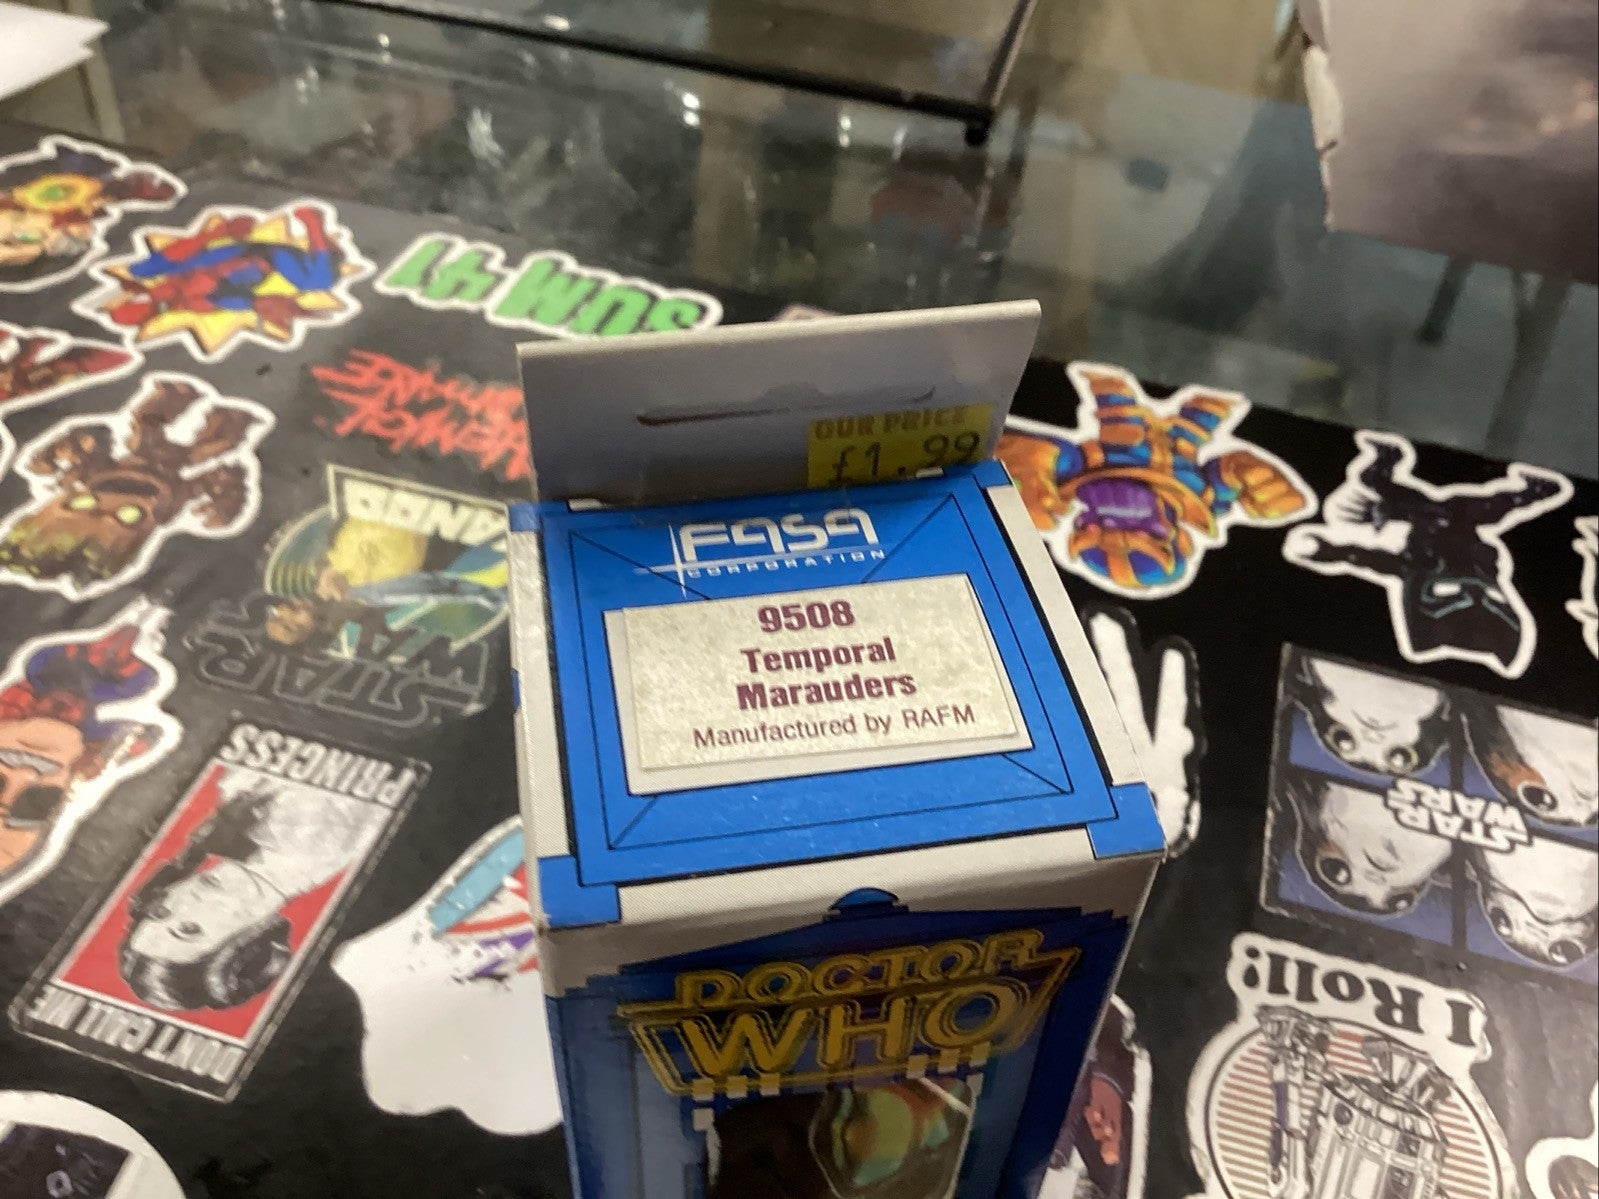 OUR PRICE
£1.99
FASA
CORPORATION
9508
Temporal
Marauders
Manufactured by RAFM
DOCTOR
WHO
SUM 41
LANDO
STAR
WARS
DON'T CALL ME
PRINCESS
STAR
WARS
I Roll!